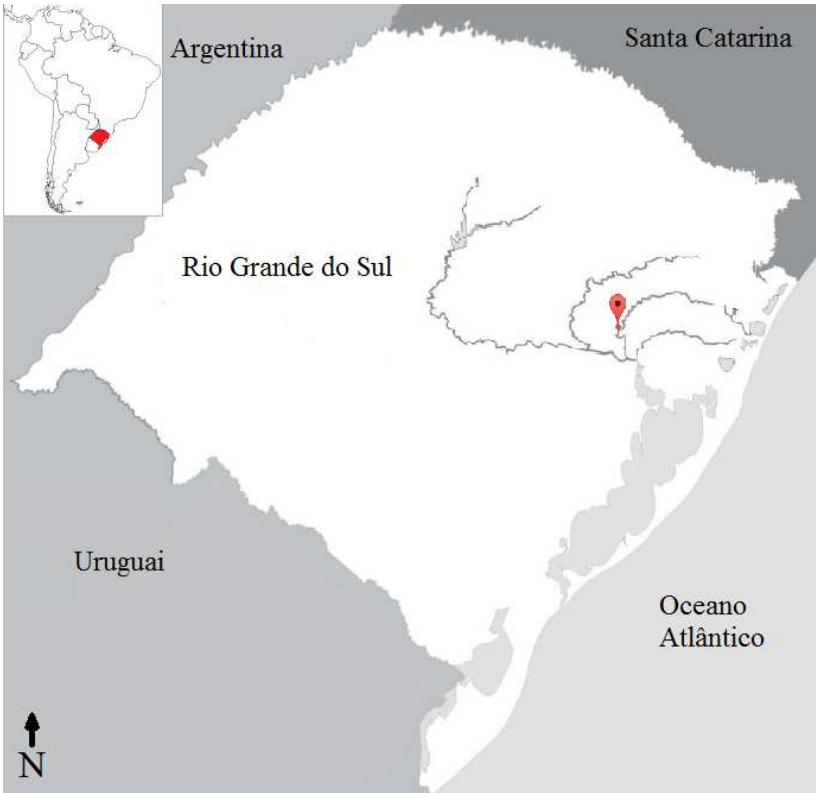 Argentina
Santa Catarina
Rio Grande do Sul
Uruguai
Oceano
Atlântico
N